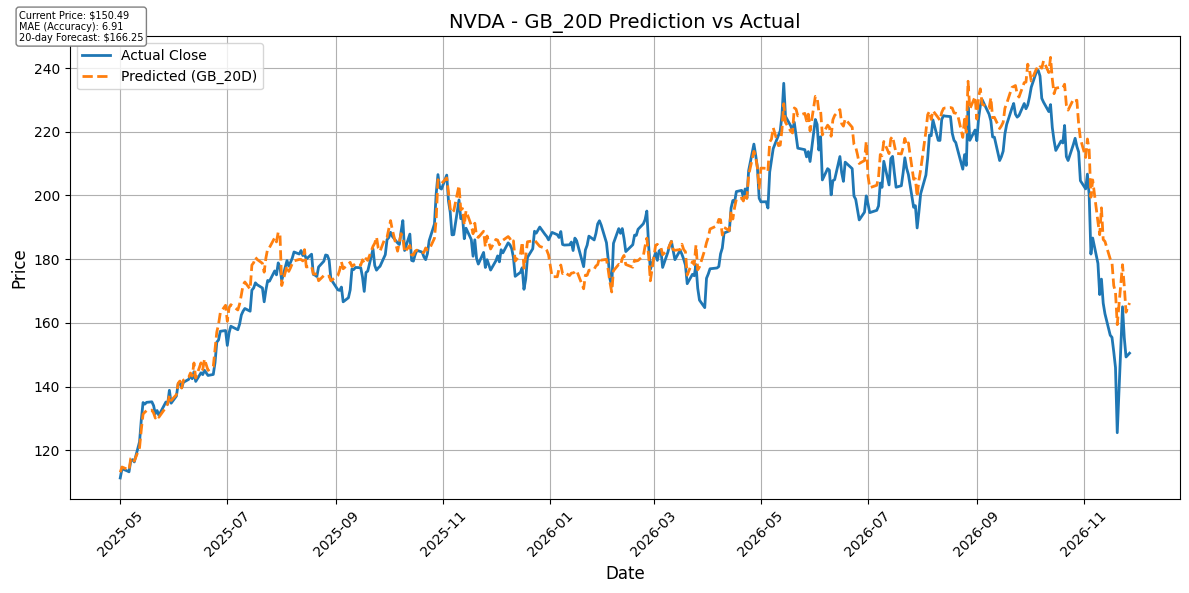 NVDA - GB_20D Prediction vs Actual
Current Price: $150.49
MAE (Accuracy): 6.91
20-day Forecast: $166.25
Actual Close
Predicted (GB_20D)
Price
240
220
200
180
160
140
120
2025-05
2025-07
2025-09
2025-11
2026-01
2026-03
2026-05
2026-07
2026-09
2026-11
Date